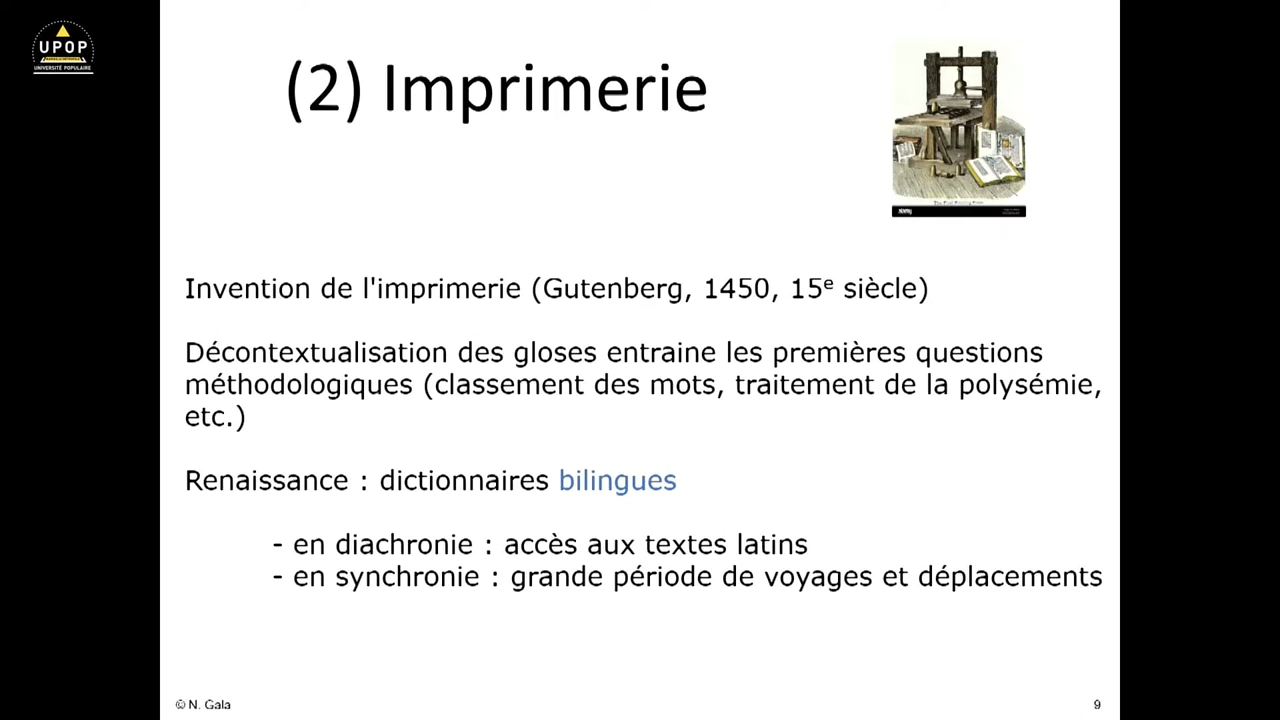 UPOP
UNIVERSITÉ POPULAIRE
(2) Imprimerie
Invention de l'imprimerie (Gutenberg, 1450, 15e siècle)
Décontextualisation des gloses entraine les premières questions
méthodologiques (classement des mots, traitement de la polysémie,
etc.)
Renaissance : dictionnaires bilingues
- en diachronie : accès aux textes latins
- en synchronie : grande période de voyages et déplacements
© N. Gala
9